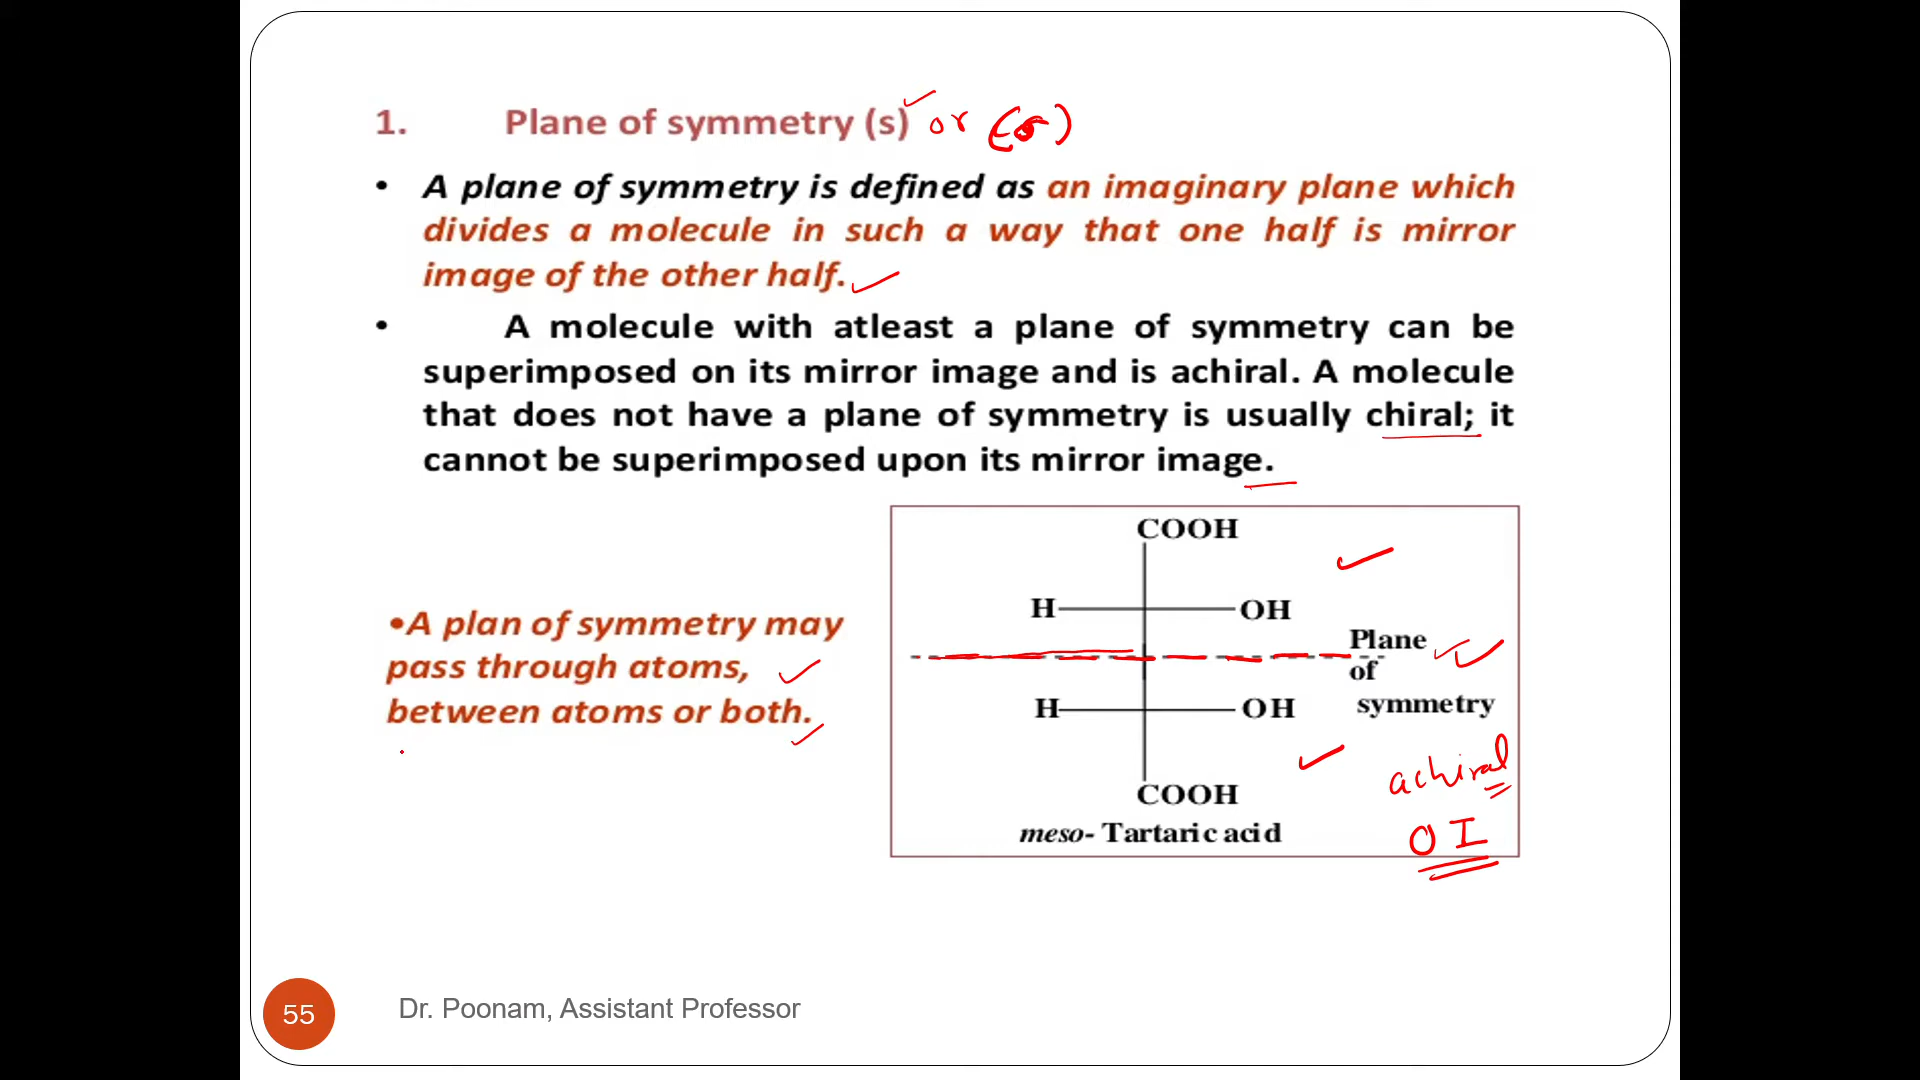 1. Plane of symmetry (s) or (σ)
• A plane of symmetry is defined as an imaginary plane which
divides a molecule in such a way that one half is mirror
image of the other half.
• A molecule with atleast a plane of symmetry can be
superimposed on its mirror image and is achiral. A molecule
that does not have a plane of symmetry is usually chiral; it
cannot be superimposed upon its mirror image.
•A plan of symmetry may
pass through atoms,
between atoms or both.
COOH
H OH
Plane
of
symmetry
H OH
COOH
meso- Tartaric acid
achiral
O I
55 Dr. Poonam, Assistant Professor